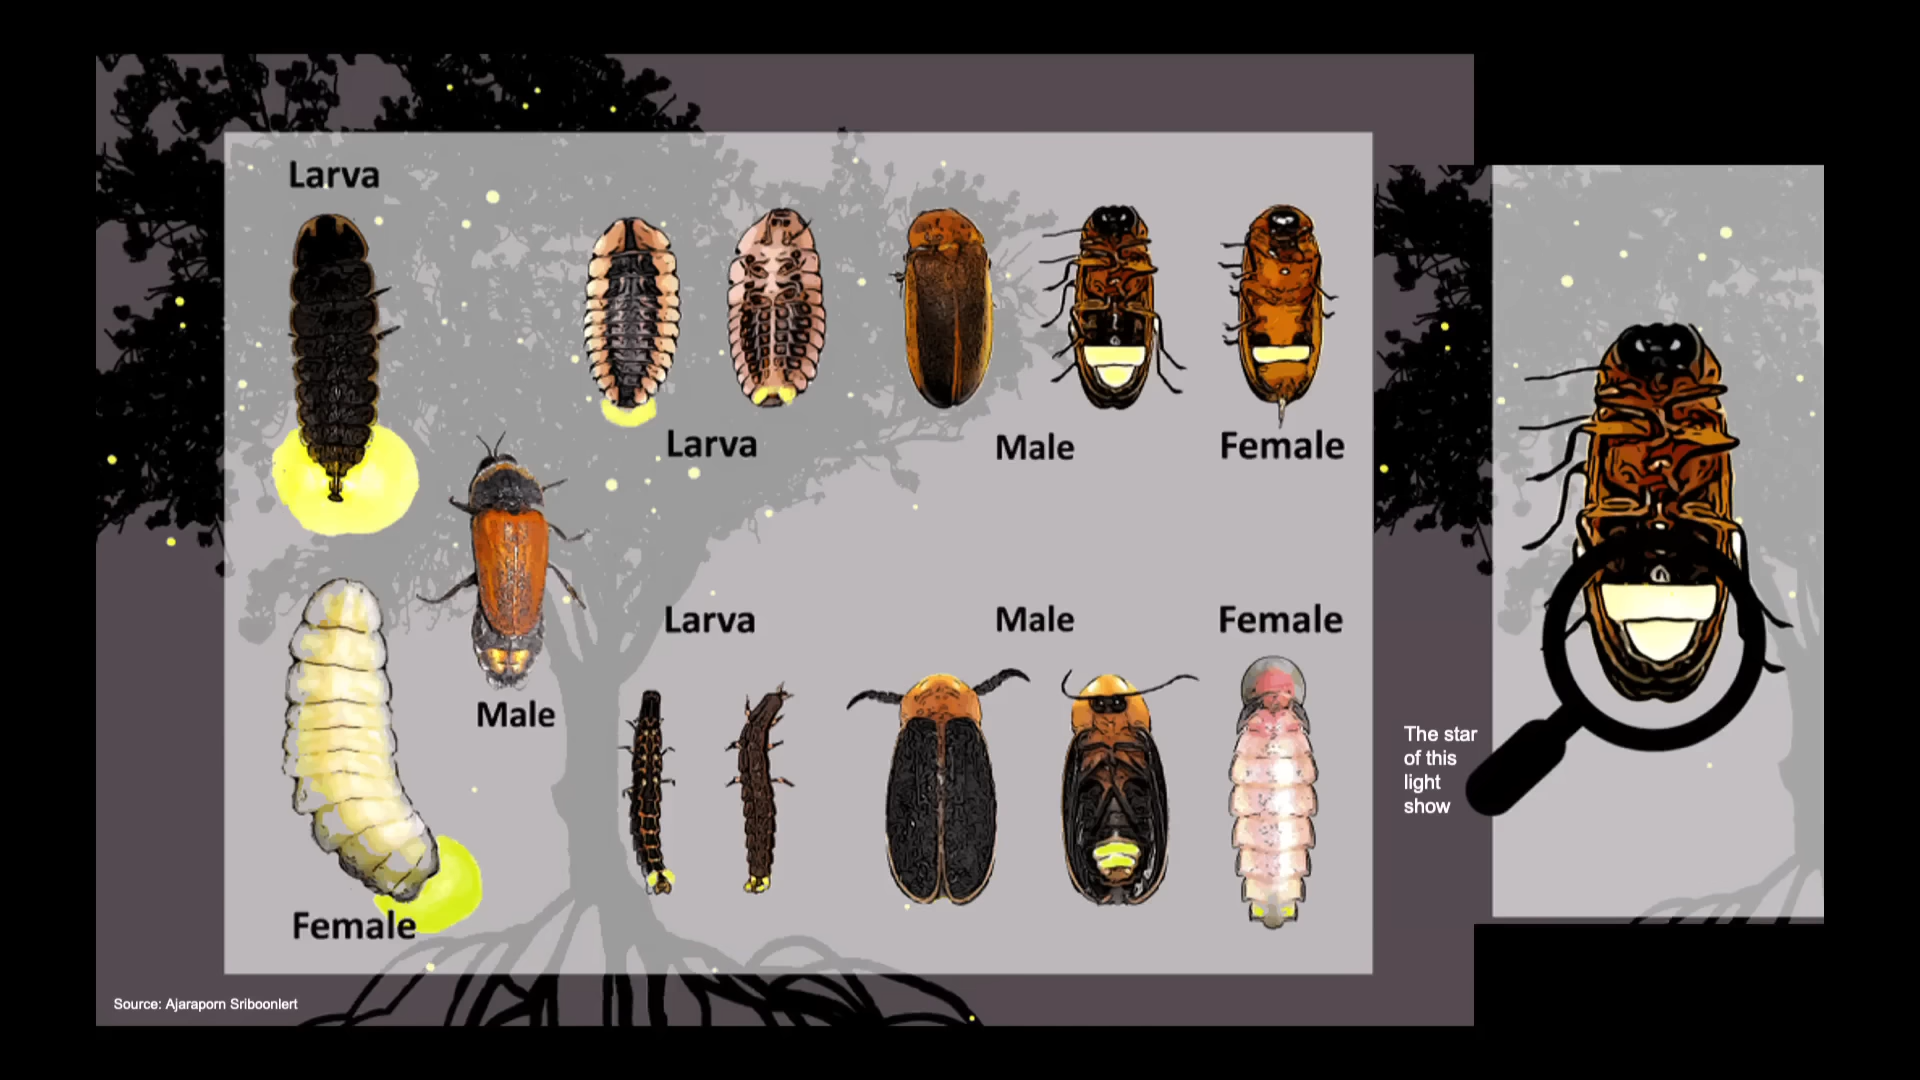 Larva
Larva
Male
Female
Male
Larva
Male
Female
Female
The star
of this
light
show
Source: Ajaraporn Sriboonlert